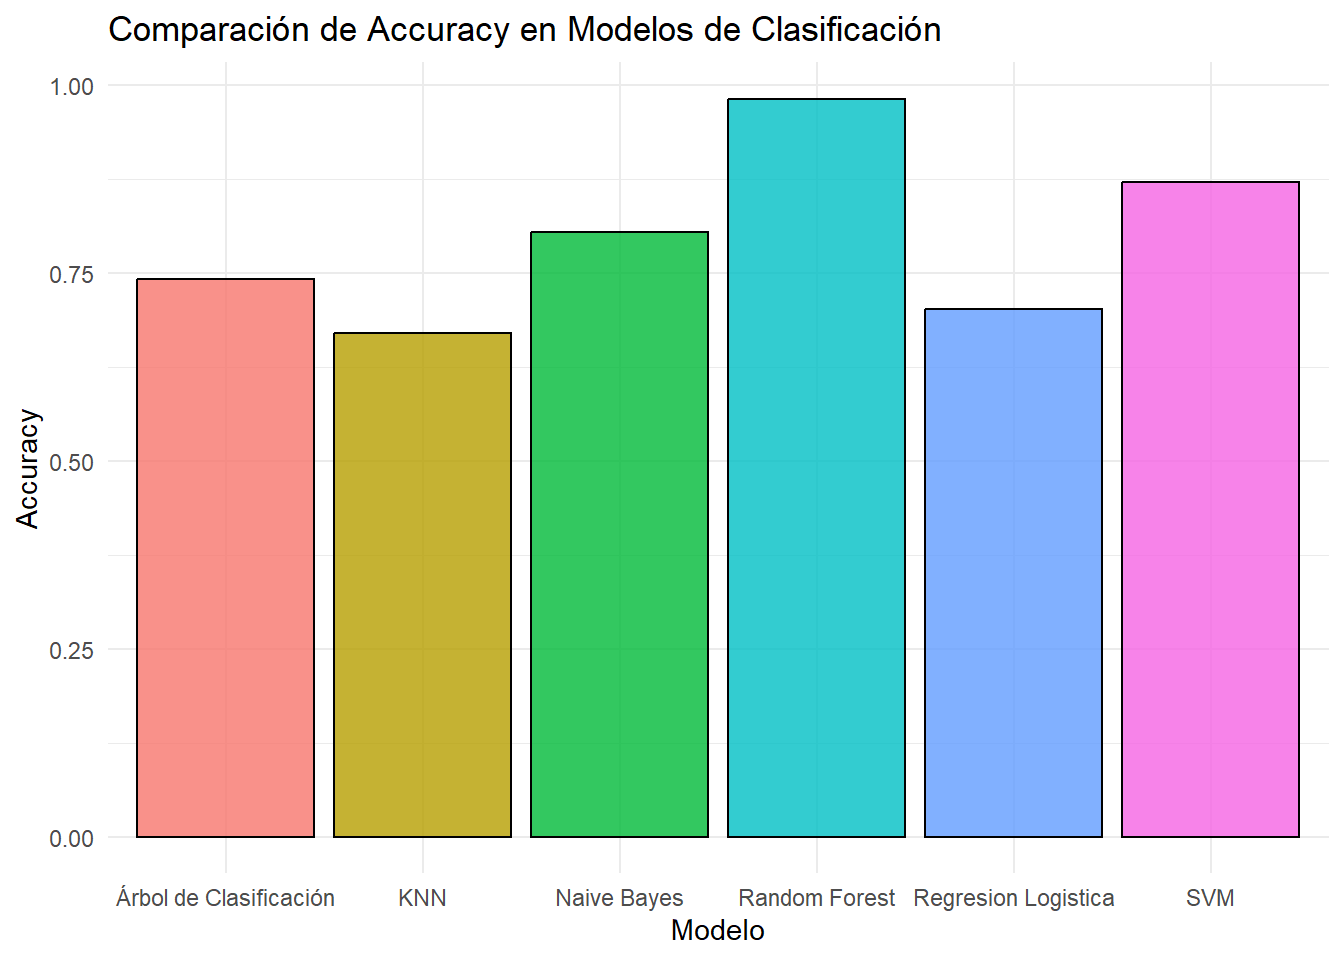 Comparación de Accuracy en Modelos de Clasificación
1.00
0.75
0.50
0.25
0.00
Accuracy
Árbol de Clasificación
KNN
Naive Bayes
Random Forest
Regresion Logistica
SVM
Modelo